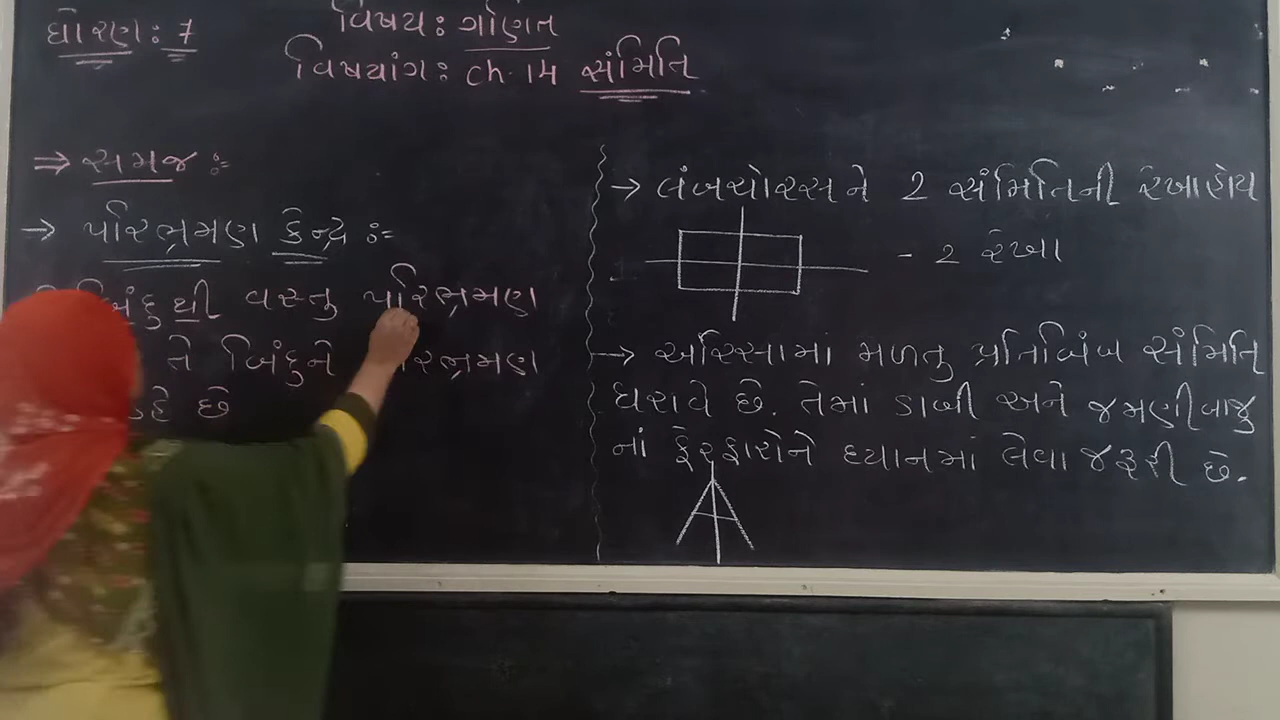 ધોરણ : 7
વિષય : ગણિત
વિષયાંગ : ch. 14 સંમિતિ
⇒ સમજ :-
→ પરિભ્રમણ કેન્દ્ર :-
બિંદુથી વસ્તુ પરિભ્રમણ
તે બિંદુને પરિભ્રમણ
કહે છે
→ લંબચોરસને 2 સંમિતિની રેખા હોય
- 2 રેખા
→ અરિસામાં મળતુ પ્રતિબિંબ સંમિતિ
ધરાવે છે. તેમાં ડાબી અને જમણીબાજુ
નાં ફેરફારોને ધ્યાનમાં લેવા જરૂરી છે.
A